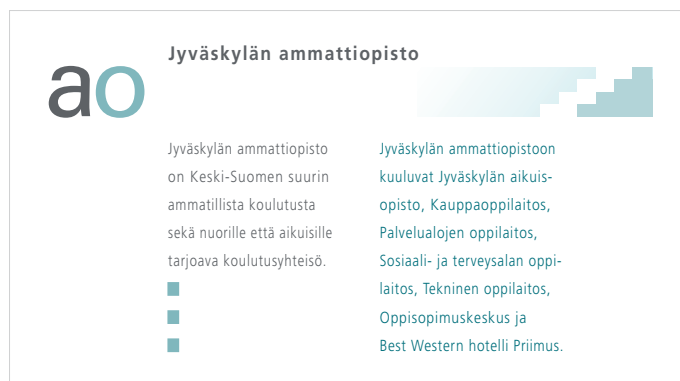 Jyväskylän ammattiopisto
ao
Jyväskylän ammattiopisto
on Keski-Suomen suurin
ammatillista koulutusta
sekä nuorille että aikuisille
tarjoava koulutusyhteisö.
Jyväskylän ammattiopistoon
kuuluvat Jyväskylän aikuis-
opisto, Kauppaoppilaitos,
Palvelualojen oppilaitos,
Sosiaali- ja terveysalan oppi-
laitos, Tekninen oppilaitos,
Oppisopimuskeskus ja
Best Western hotelli Priimus.